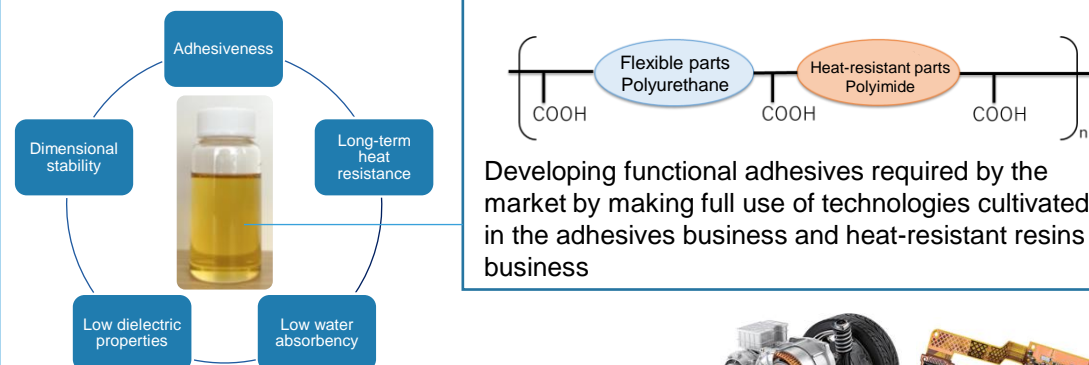 Adhesiveness
Dimensional
stability
Long-term
heat
resistance
Low dielectric
properties
Low water
absorbency
Flexible parts
Polyurethane
Heat-resistant parts
Polyimide
COOH
COOH
COOH
n
Developing functional adhesives required by the
market by making full use of technologies cultivated
in the adhesives business and heat-resistant resins
business